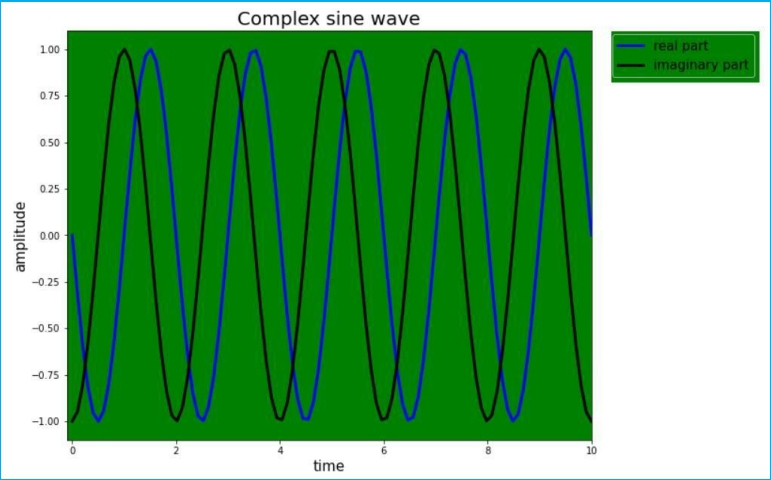 Complex sine wave
real part
imaginary part
1.00
0.75
0.50
0.25
0.00
−0.25
−0.50
−0.75
−1.00
amplitude
0 2 4 6 8 10
time